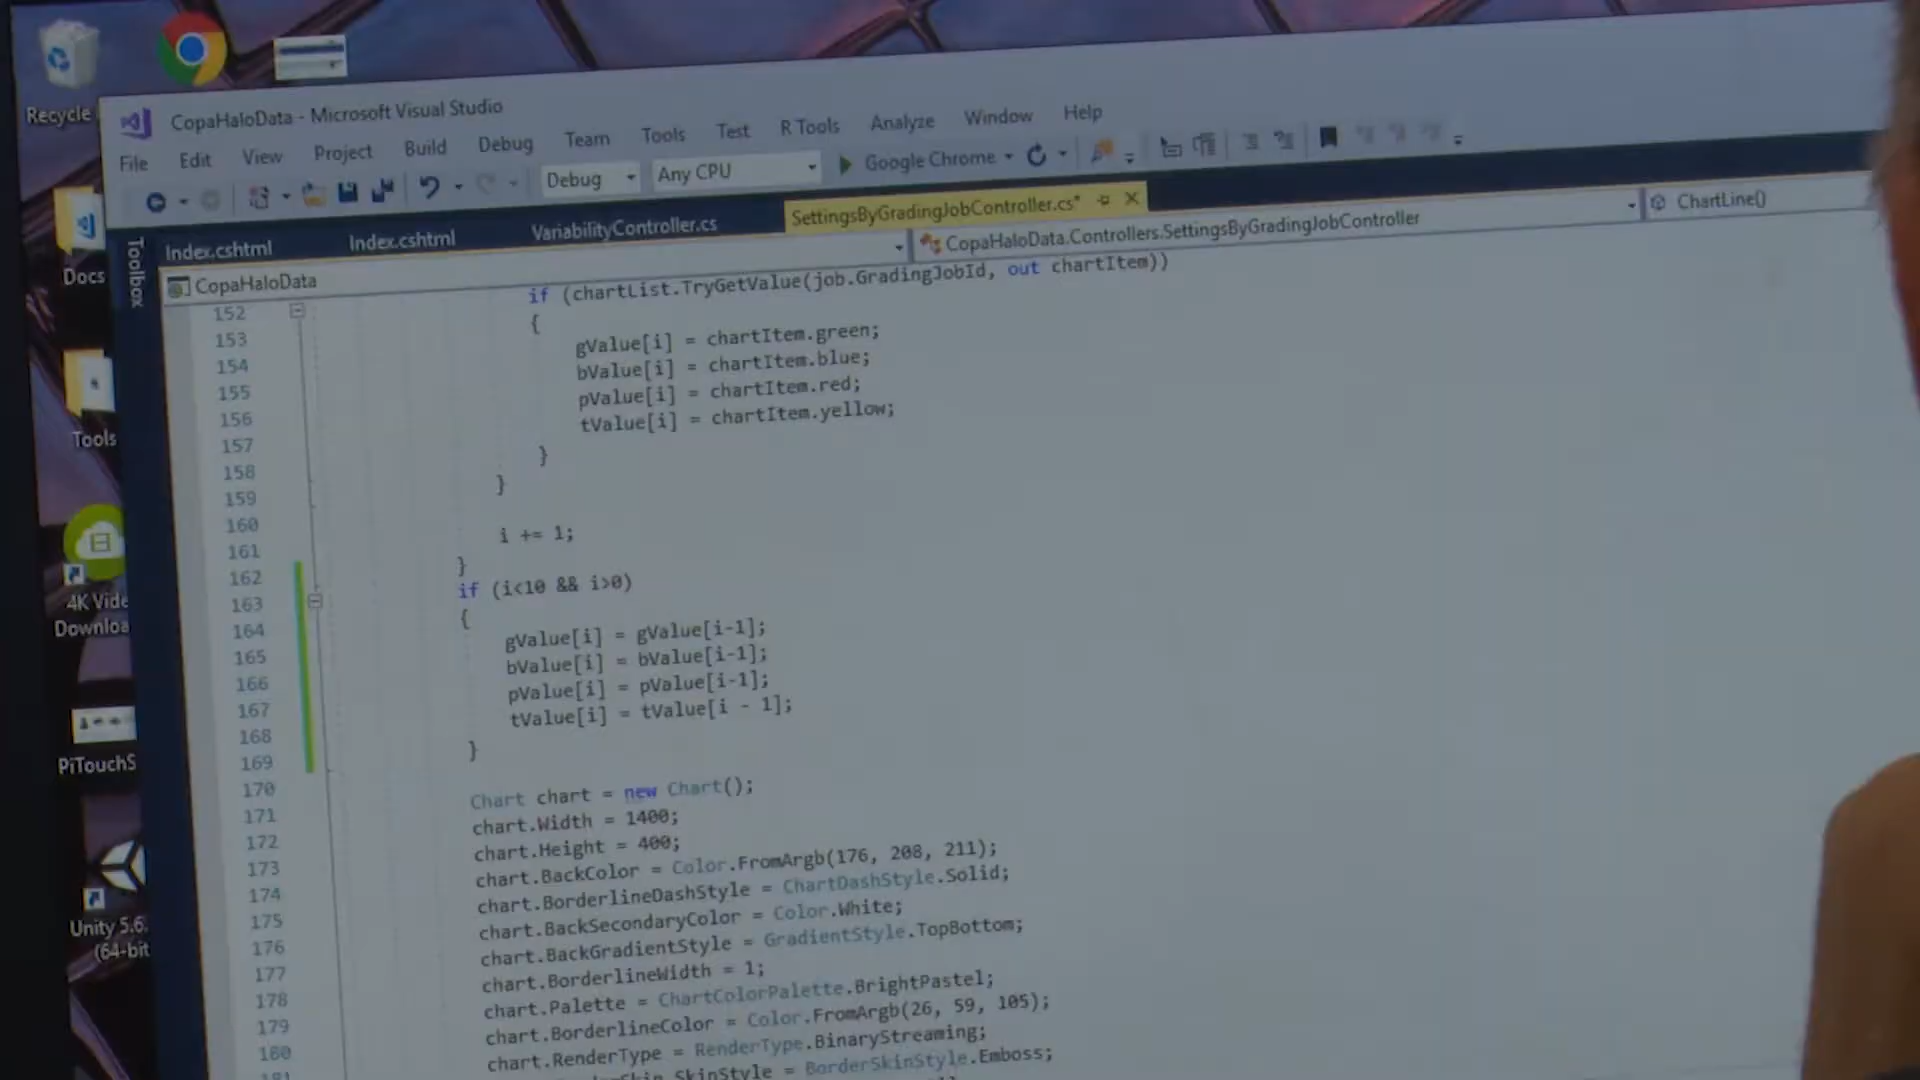 Recycle
CopaHaloData - Microsoft Visual Studio
File Edit View Project Build Debug Team Tools Test R Tools Analyze Window Help
Debug Any CPU Google Chrome
Index.cshtml Index.cshtml VariabilityController.cs SettingsByGradingJobController.cs*
CopaHaloData CopaHaloData.Controllers.SettingsByGradingJobController ChartLine()
Toolbox
Docs
Tools
4K Vide
Downloa
PiTouchS
Unity 5.6.
(64-bit
if (chartList.TryGetValue(job.GradingJobId, out chartItem))
152 {
153 gValue[i] = chartItem.green;
154 bValue[i] = chartItem.blue;
155 pValue[i] = chartItem.red;
156 tValue[i] = chartItem.yellow;
157 }
158 }
159
160 i += 1;
161 }
162 if (i<10 && i>0)
163 {
164 gValue[i] = gValue[i-1];
165 bValue[i] = bValue[i-1];
166 pValue[i] = pValue[i-1];
167 tValue[i] = tValue[i - 1];
168 }
169
170 Chart chart = new Chart();
171 chart.Width = 1400;
172 chart.Height = 400;
173 chart.BackColor = Color.FromArgb(176, 208, 211);
174 chart.BorderlineDashStyle = ChartDashStyle.Solid;
175 chart.BackSecondaryColor = Color.White;
176 chart.BackGradientStyle = GradientStyle.TopBottom;
177 chart.BorderlineWidth = 1;
178 chart.Palette = ChartColorPalette.BrightPastel;
179 chart.BorderlineColor = Color.FromArgb(26, 59, 105);
180 chart.RenderType = RenderType.BinaryStreaming;
181 SkinStyle = BorderSkinStyle.Emboss;